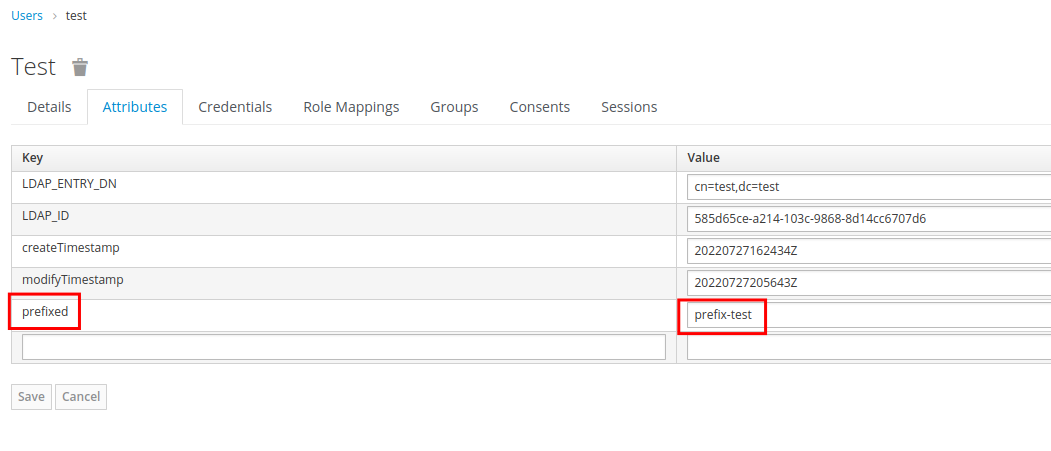 Users › test
Test
Details Attributes Credentials Role Mappings Groups Consents Sessions
Key Value
LDAP_ENTRY_DN cn=test,dc=test
LDAP_ID 585d65ce-a214-103c-9868-8d14cc6707d6
createTimestamp 20220727162434Z
modifyTimestamp 20220727205643Z
prefixed prefix-test
Save Cancel